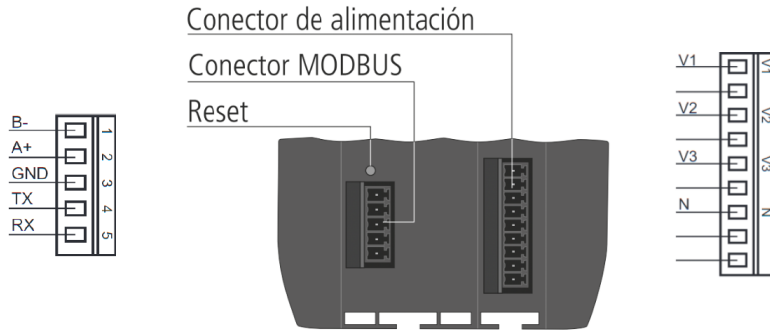 Conector de alimentación
Conector MODBUS
Reset
B-
A+
GND
TX
RX
1
2
3
4
5
V1
V2
V3
N
V1
V2
V3
N